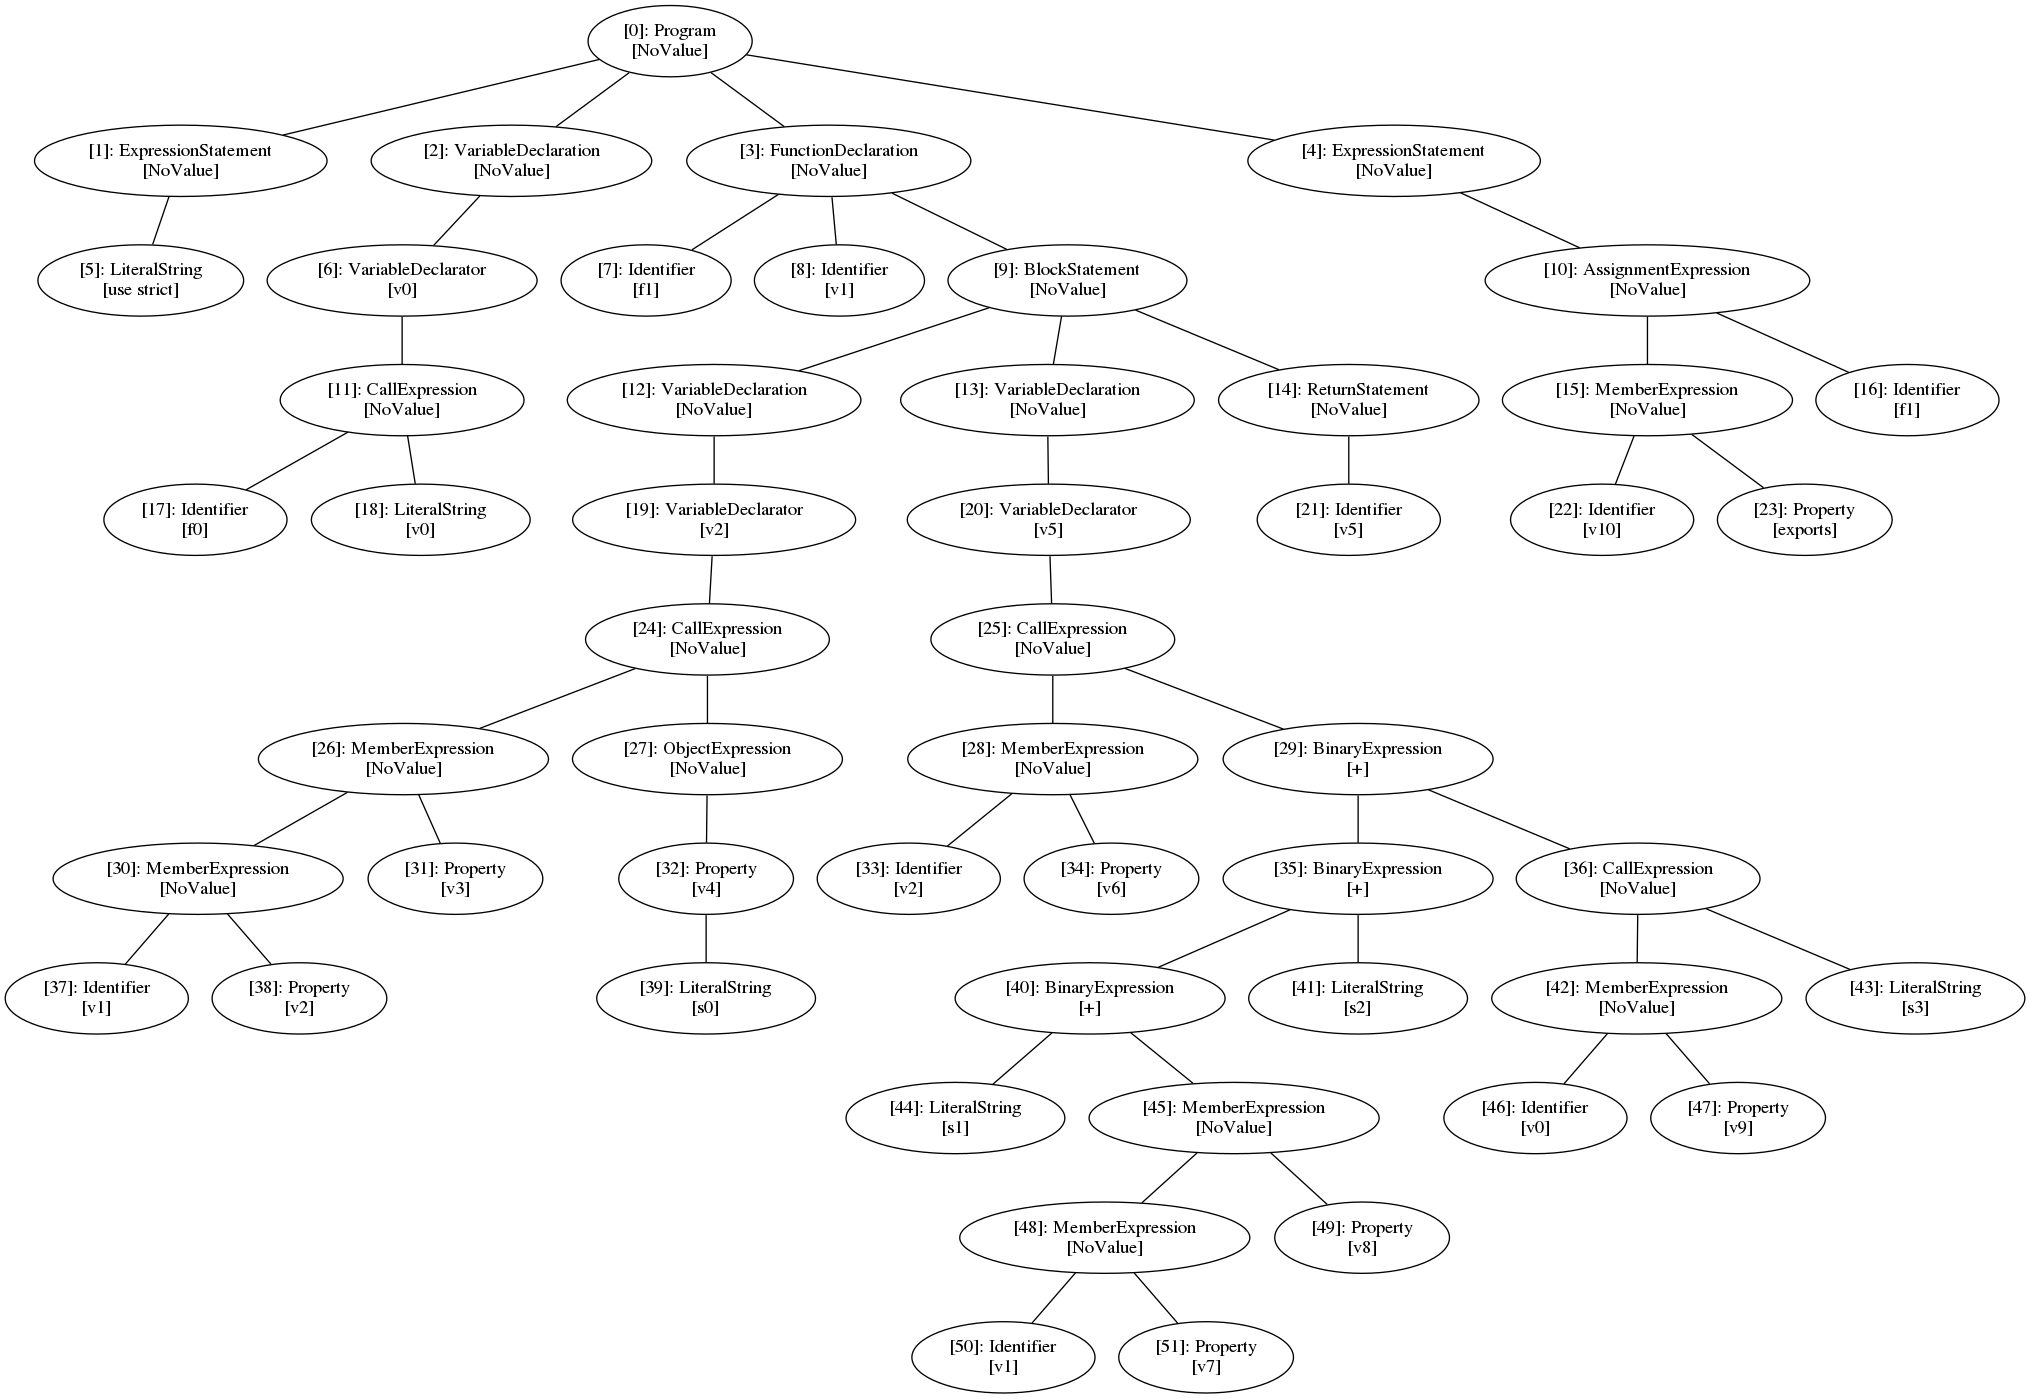 [0]: Program
[NoValue]
[1]: ExpressionStatement
[NoValue]
[2]: VariableDeclaration
[NoValue]
[3]: FunctionDeclaration
[NoValue]
[4]: ExpressionStatement
[NoValue]
[5]: LiteralString
[use strict]
[6]: VariableDeclarator
[v0]
[7]: Identifier
[f1]
[8]: Identifier
[v1]
[9]: BlockStatement
[NoValue]
[10]: AssignmentExpression
[NoValue]
[11]: CallExpression
[NoValue]
[12]: VariableDeclaration
[NoValue]
[13]: VariableDeclaration
[NoValue]
[14]: ReturnStatement
[NoValue]
[15]: MemberExpression
[NoValue]
[16]: Identifier
[f1]
[17]: Identifier
[f0]
[18]: LiteralString
[v0]
[19]: VariableDeclarator
[v2]
[20]: VariableDeclarator
[v5]
[21]: Identifier
[v5]
[22]: Identifier
[v10]
[23]: Property
[exports]
[24]: CallExpression
[NoValue]
[25]: CallExpression
[NoValue]
[26]: MemberExpression
[NoValue]
[27]: ObjectExpression
[NoValue]
[28]: MemberExpression
[NoValue]
[29]: BinaryExpression
[+]
[30]: MemberExpression
[NoValue]
[31]: Property
[v3]
[32]: Property
[v4]
[33]: Identifier
[v2]
[34]: Property
[v6]
[35]: BinaryExpression
[+]
[36]: CallExpression
[NoValue]
[37]: Identifier
[v1]
[38]: Property
[v2]
[39]: LiteralString
[s0]
[40]: BinaryExpression
[+]
[41]: LiteralString
[s2]
[42]: MemberExpression
[NoValue]
[43]: LiteralString
[s3]
[44]: LiteralString
[s1]
[45]: MemberExpression
[NoValue]
[46]: Identifier
[v0]
[47]: Property
[v9]
[48]: MemberExpression
[NoValue]
[49]: Property
[v8]
[50]: Identifier
[v1]
[51]: Property
[v7]